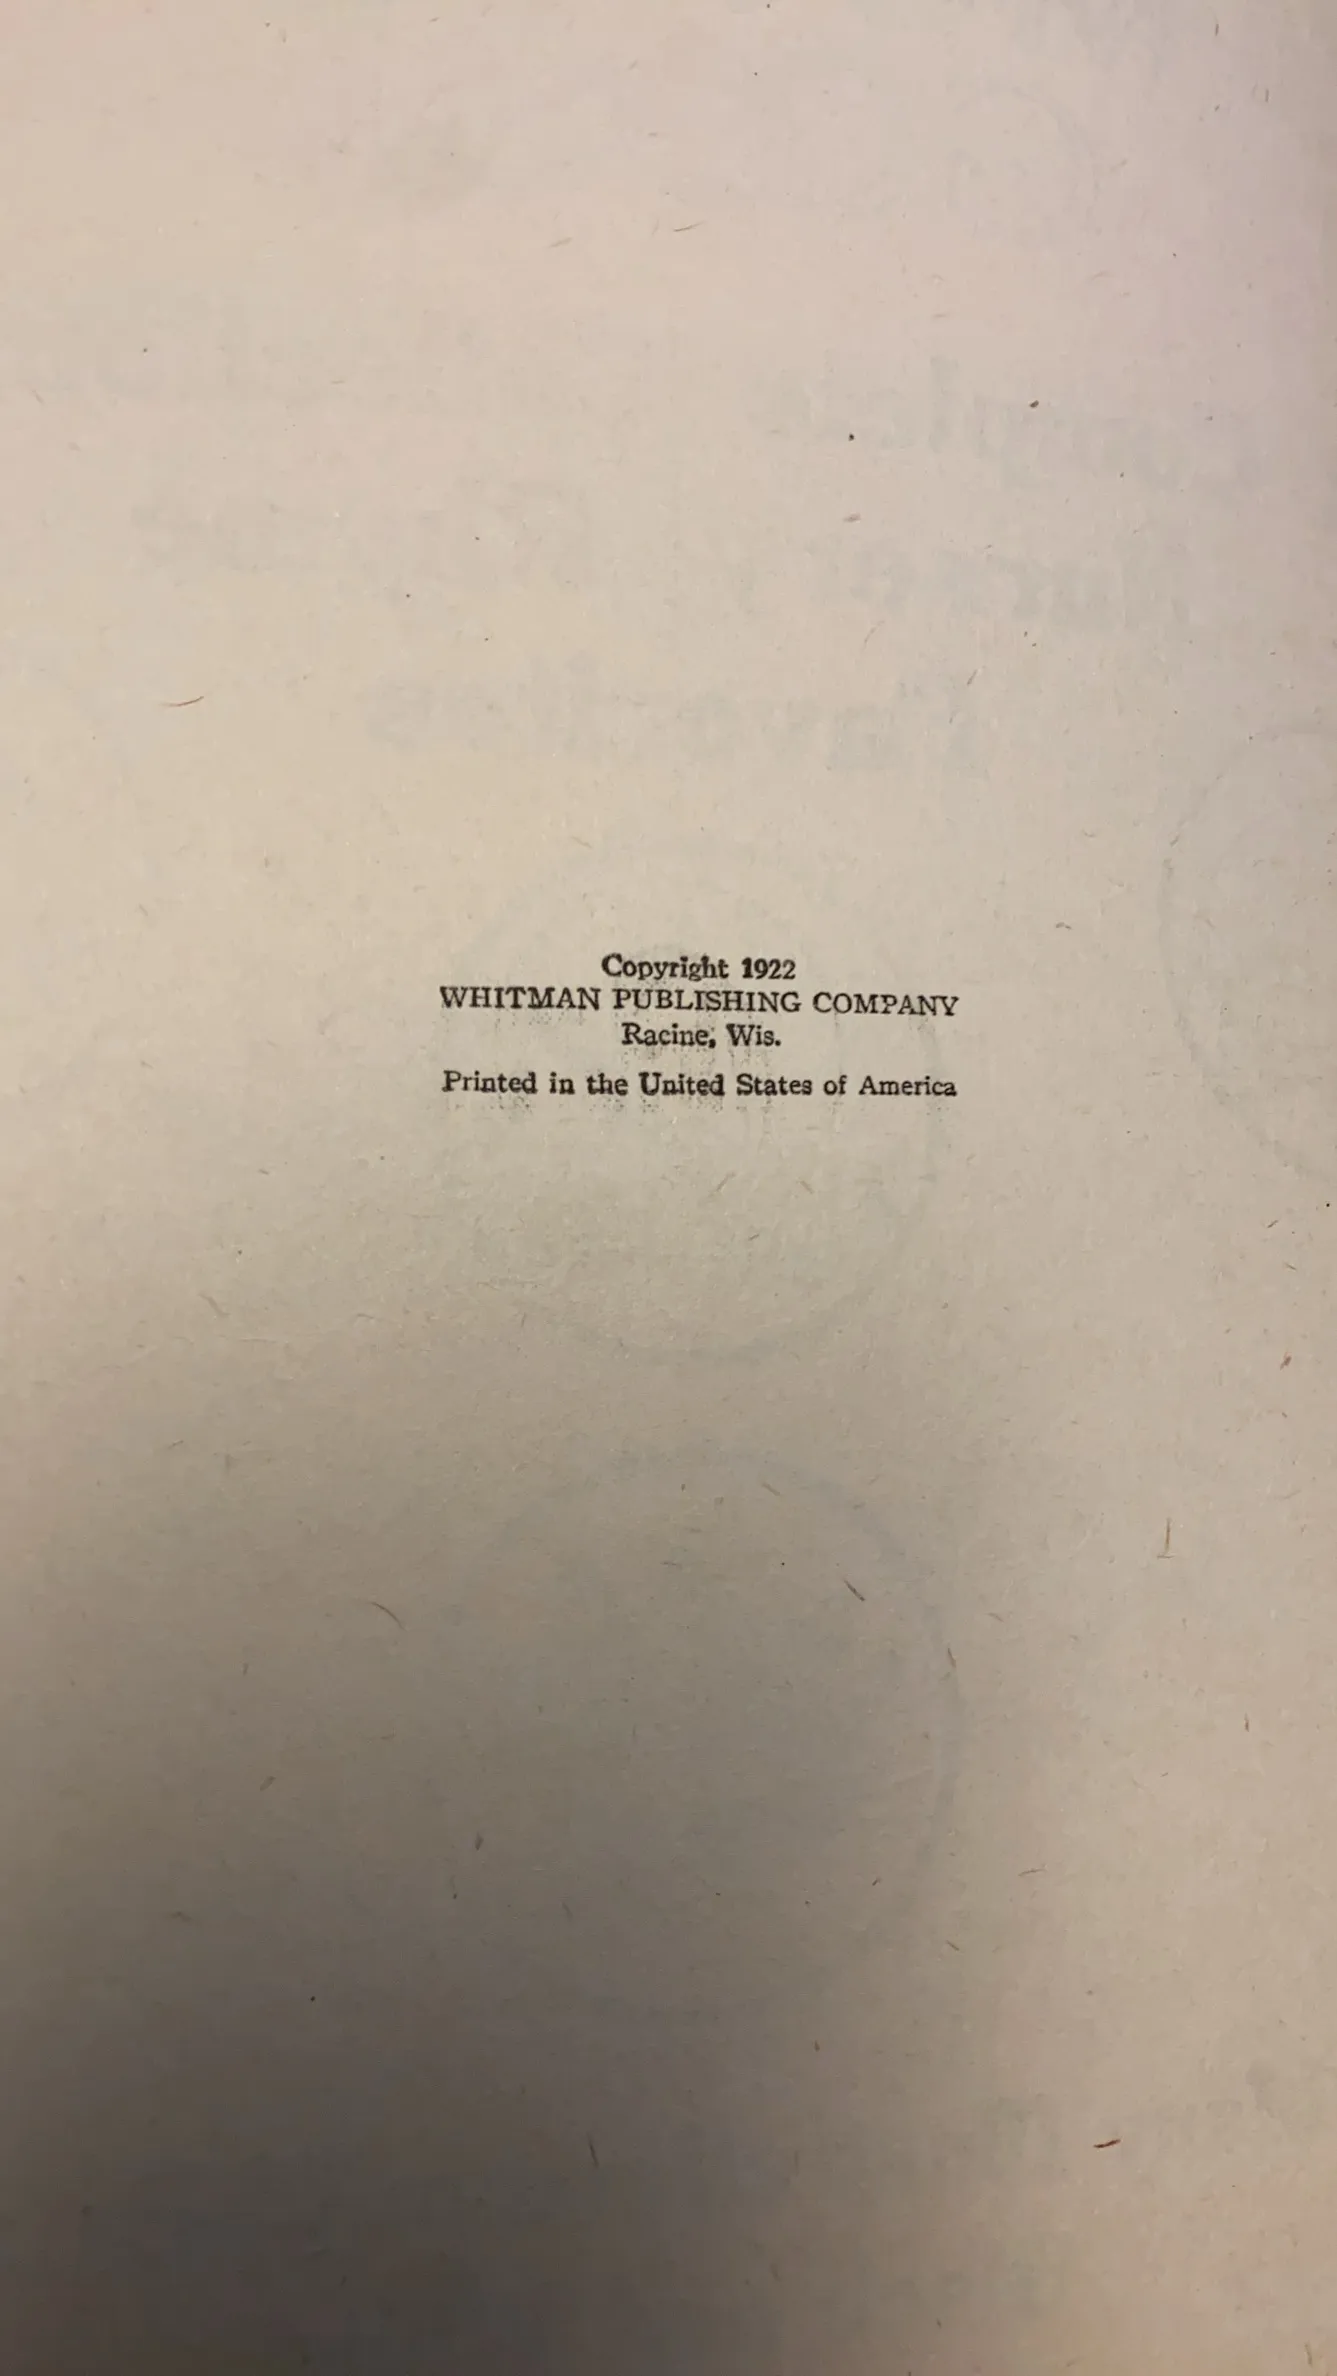 Copyright 1922
WHITMAN PUBLISHING COMPANY
Racine, Wis.
Printed in the United States of America